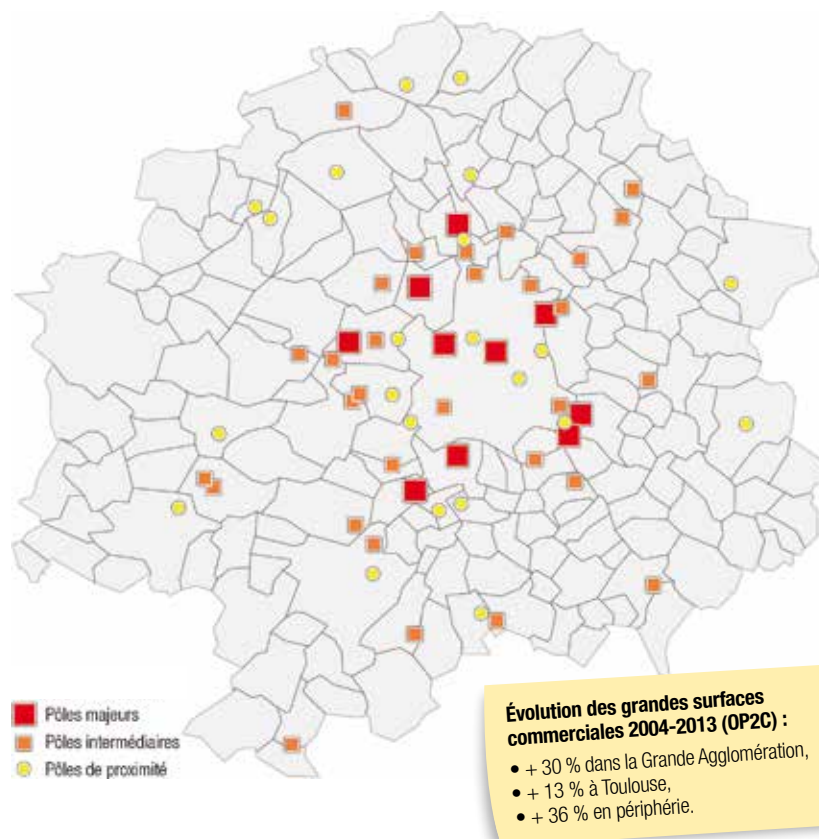 Pôles majeurs
Pôles intermédiaires
Pôles de proximité
Évolution des grandes surfaces
commerciales 2004-2013 (OP2C) :
• + 30 % dans la Grande Agglomération,
• + 13 % à Toulouse,
• + 36 % en périphérie.